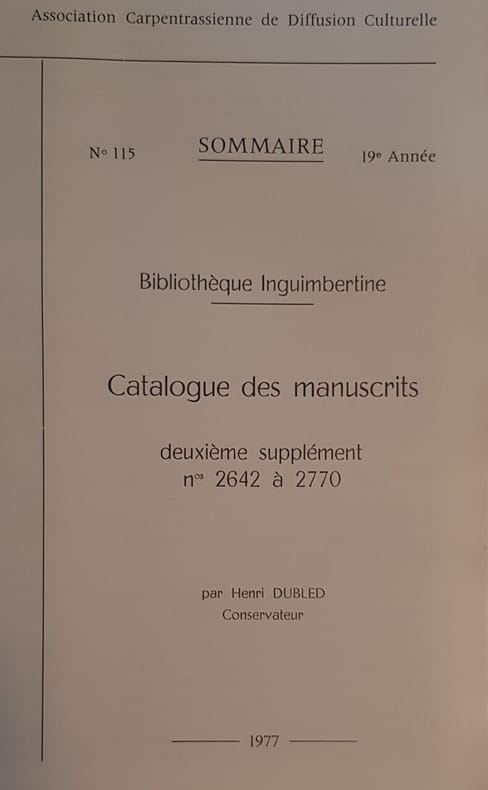 Association Carpentrassienne de Diffusion Culturelle
Nº 115
SOMMAIRE
19e Année
Bibliothèque Inguimbertine
Catalogue des manuscrits
deuxième supplément
nos 2642 à 2770
par Henri DUBLED
Conservateur
1977